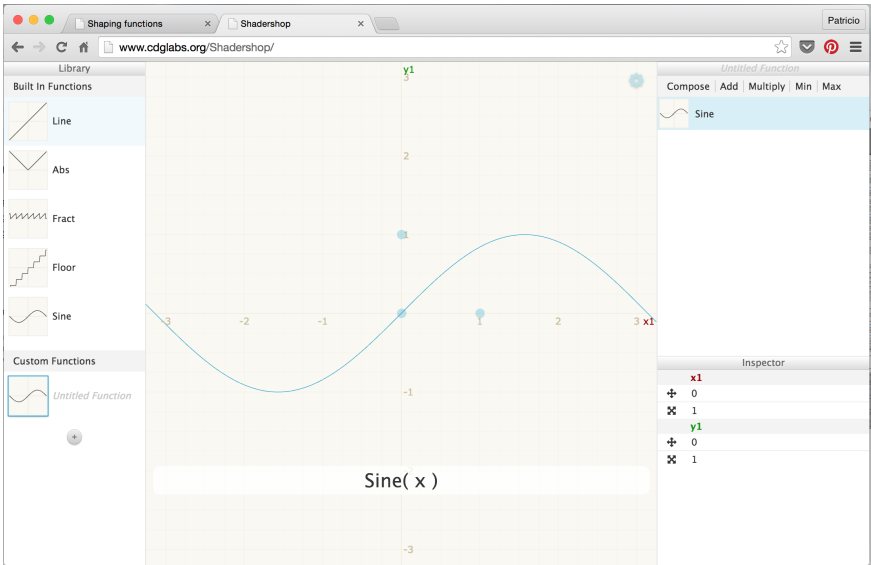 Shaping functions
Shadershop
Patricio
www.cdglabs.org/Shadershop/
Library
Built In Functions
Line
Abs
Fract
Floor
Sine
Custom Functions
Untitled Function
+
y1
3
2
1
-3 -2 -1 1 2 3 x1
-1
Sine( x )
-3
Untitled Function
Compose Add Multiply Min Max
Sine
Inspector
x1
0
1
y1
0
1